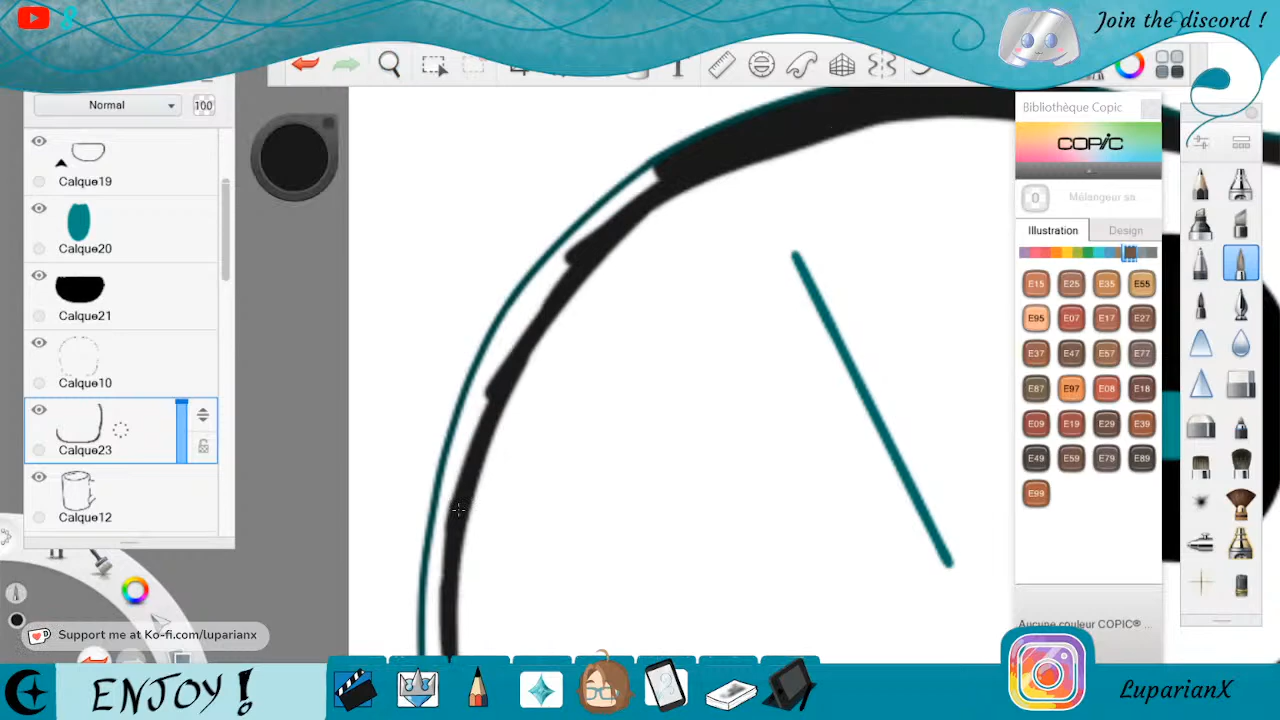 Join the discord !
Normal
100
Calque19
Calque20
Calque21
Calque10
Calque23
Calque12
T
Bibliothèque Copic
COPIC
0
Mélangeur sa...
Illustration
Design
E15 E25 E35 E55
E95 E07 E17 E27
E37 E47 E57 E77
E87 E97 E08 E18
E09 E19 E29 E39
E49 E59 E79 E89
E99
Aucune couleur COPIC® ...
Support me at Ko-fi.com/luparianx
ENJOY !
LuparianX